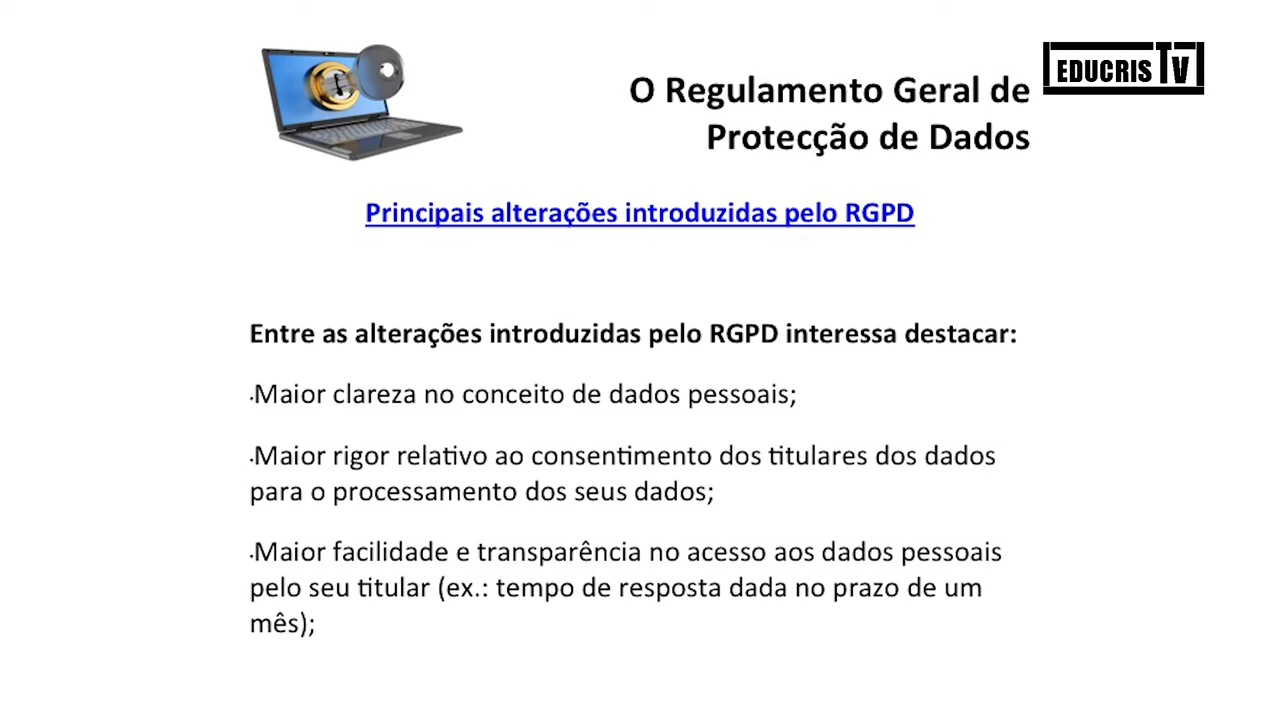 EDUCRIS TV
O Regulamento Geral de
Protecção de Dados
Principais alterações introduzidas pelo RGPD
Entre as alterações introduzidas pelo RGPD interessa destacar:
·Maior clareza no conceito de dados pessoais;
·Maior rigor relativo ao consentimento dos titulares dos dados
para o processamento dos seus dados;
·Maior facilidade e transparência no acesso aos dados pessoais
pelo seu titular (ex.: tempo de resposta dada no prazo de um
mês);